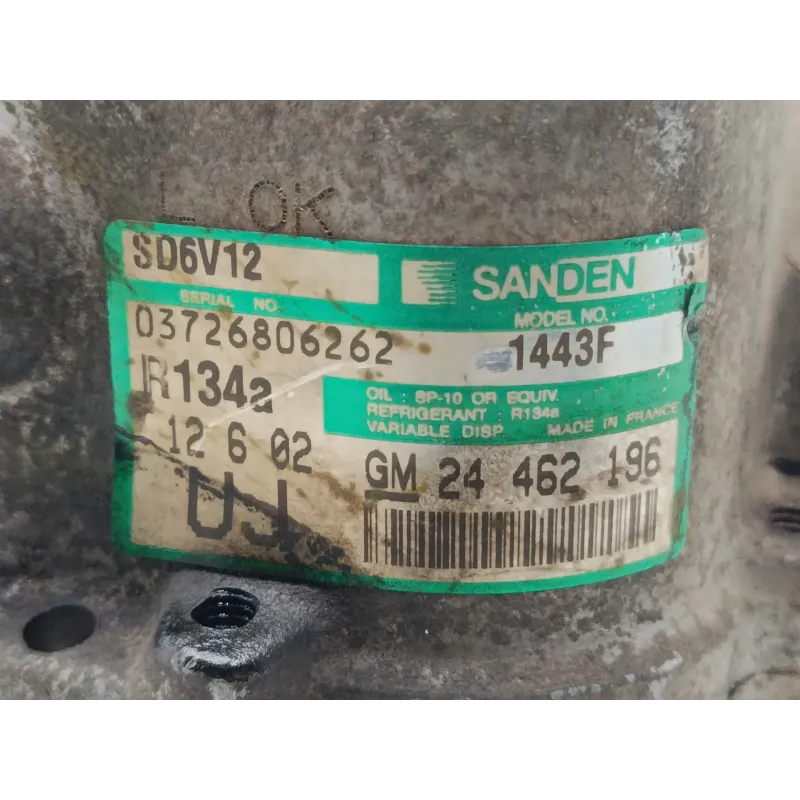 L OK
SD6V12
SANDEN
SERIAL NO.
MODEL NO.
03726806262
1443F
R134a
OIL : SP-10 OR EQUIV.
REFRIGERANT : R134a
VARIABLE DISP. MADE IN FRANCE
12 6 02
GM 24 462 196
UJ